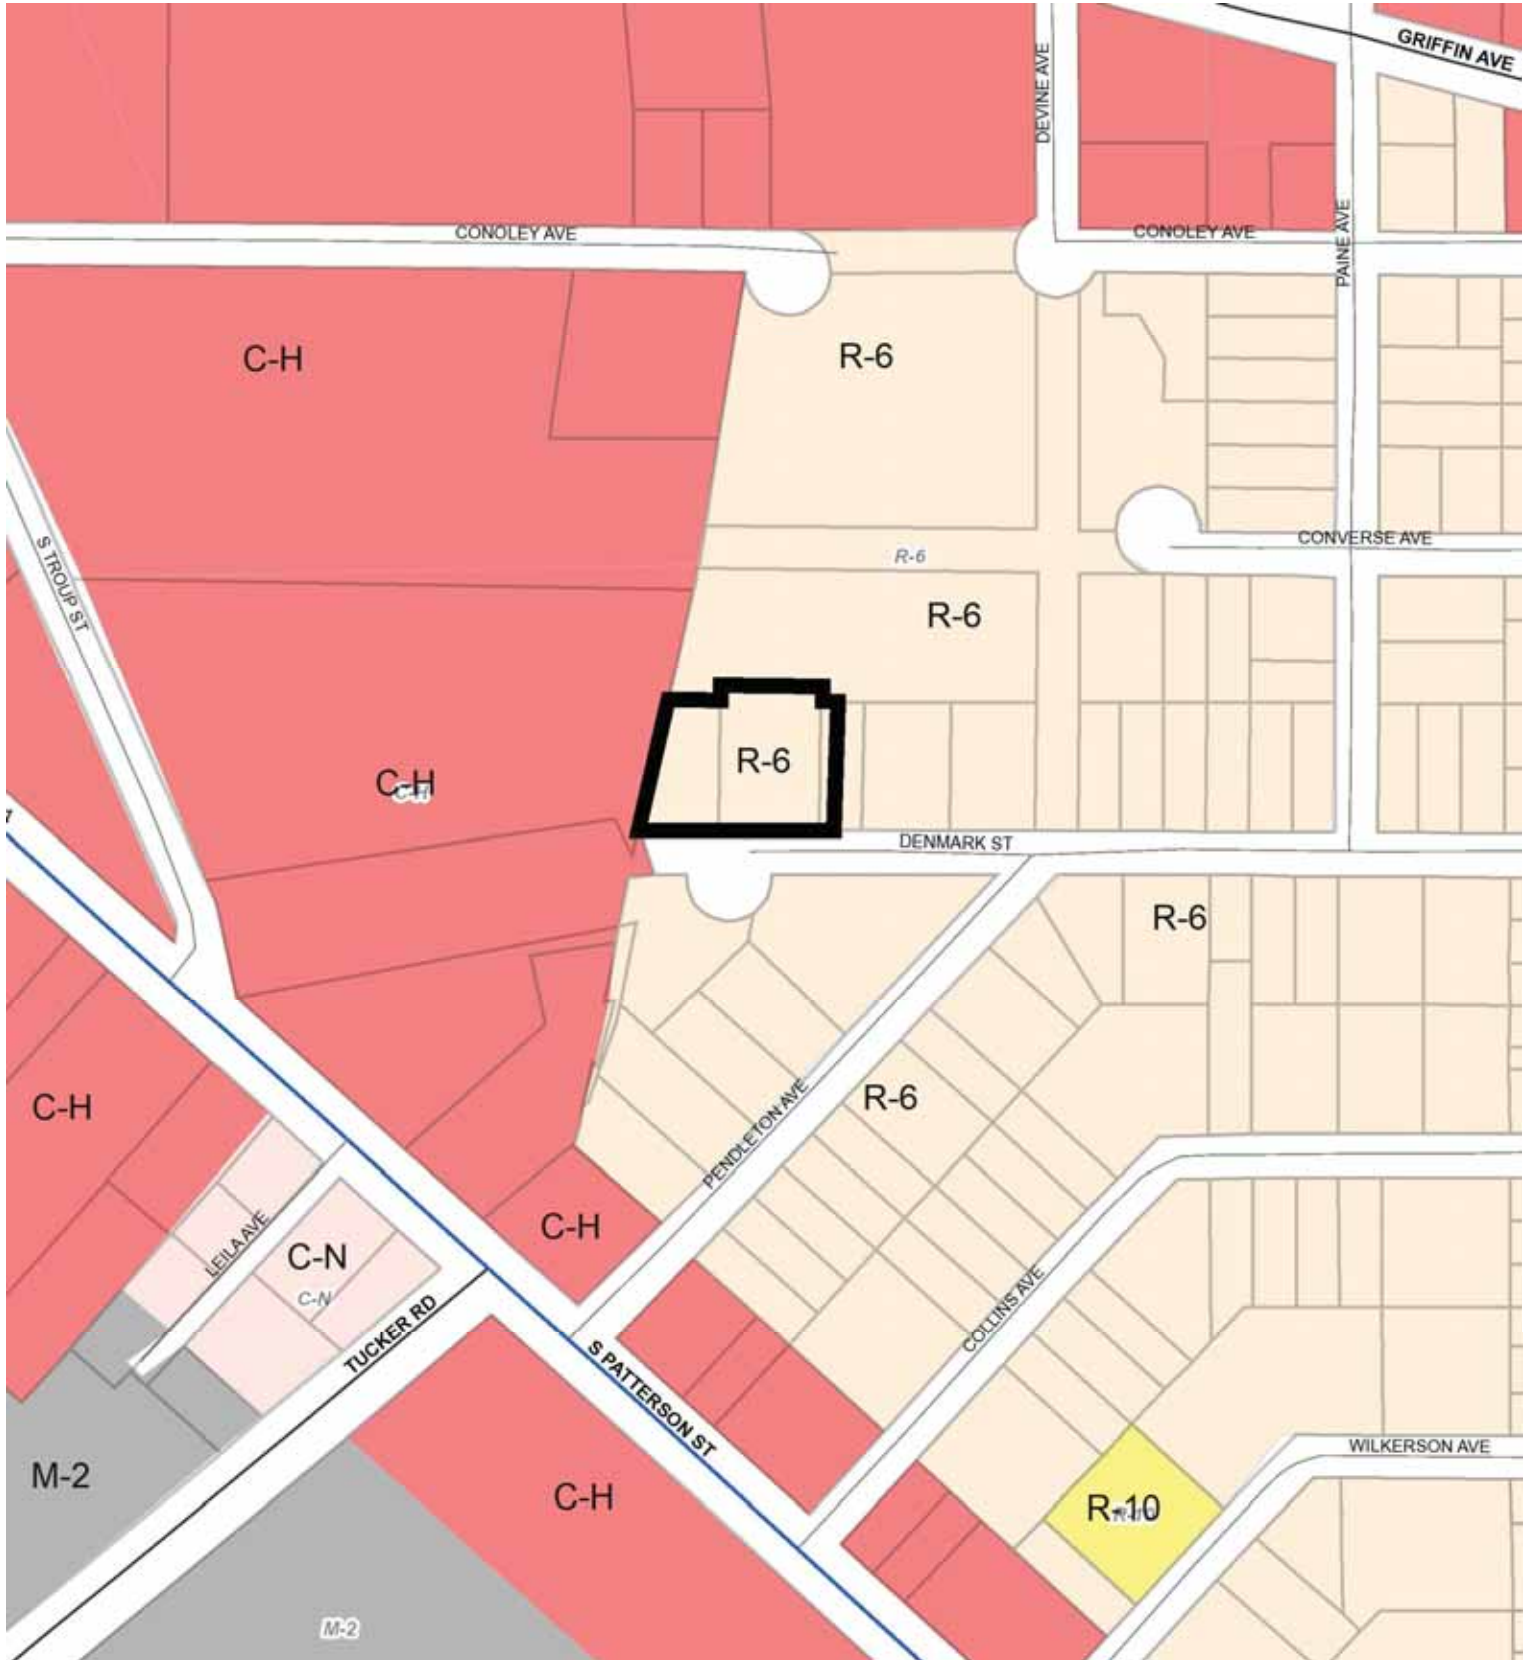 GRIFFIN AVE
DEVINE AVE
CONOLEY AVE
CONOLEY AVE
PAINE AVE
C-H
R-6
S TROUP ST
CONVERSE AVE
R-6
R-6
R-6
C-H
C-H
DENMARK ST
R-6
C-H
R-6
PENDLETON AVE
LEILA AVE
C-N
C-N
C-H
TUCKER RD
S PATTERSON ST
COLLINS AVE
WILKERSON AVE
M-2
C-H
R-10
R-10
M-2